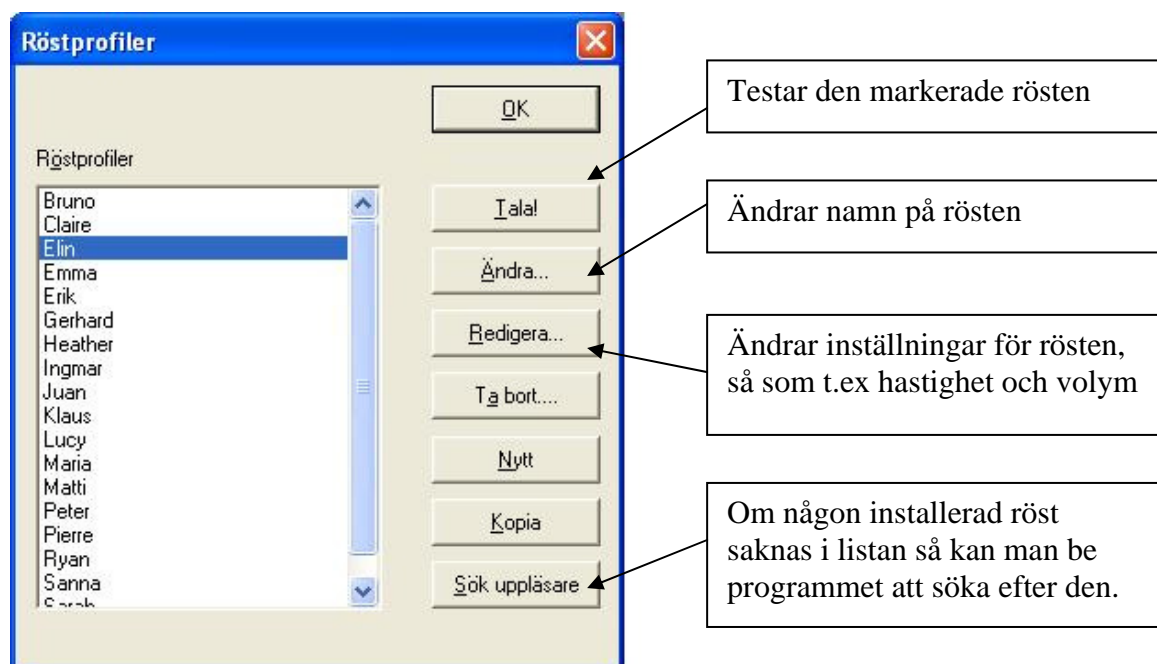 Röstprofiler
OK
Testar den markerade rösten
Röstprofiler
Bruno
Claire
Elin
Emma
Erik
Gerhard
Heather
Ingmar
Juan
Klaus
Lucy
Maria
Matti
Peter
Pierre
Ryan
Sanna
Sarah
Tala!
Ändra...
Redigera...
Ta bort....
Nytt
Kopia
Sök uppläsare
Ändrar namn på rösten
Ändrar inställningar för rösten,
så som t.ex hastighet och volym
Om någon installerad röst
saknas i listan så kan man be
programmet att söka efter den.